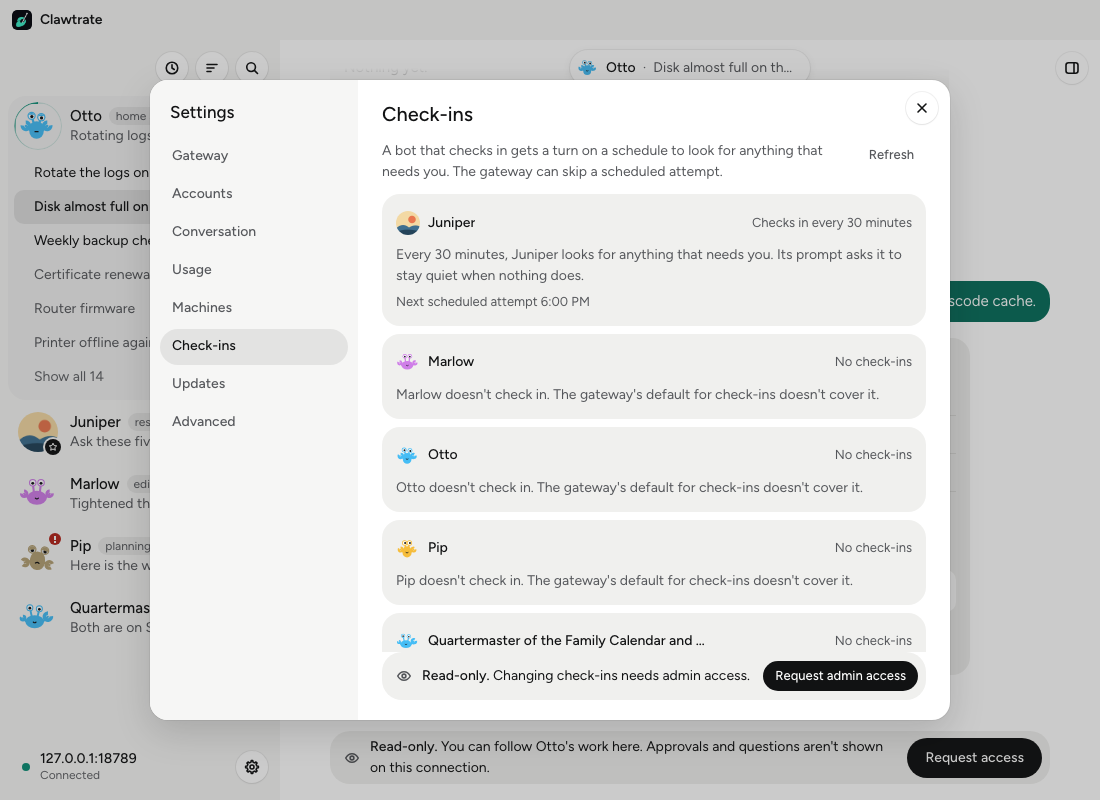 Clawtrate
Otto · Disk almost full on th...
Otto home
Rotating logs
Rotate the logs on
Disk almost full on
Weekly backup che
Certificate renewa
Router firmware
Printer offline again
Show all 14
Juniper res
Ask these fiv
Marlow edi
Tightened th
Pip planning
Here is the w
Quartermas
Both are on S
127.0.0.1:18789
Connected
Settings
Gateway
Accounts
Conversation
Usage
Machines
Check-ins
Updates
Advanced
Check-ins
A bot that checks in gets a turn on a schedule to look for anything that
needs you. The gateway can skip a scheduled attempt.
Refresh
Juniper
Checks in every 30 minutes
Every 30 minutes, Juniper looks for anything that needs you. Its prompt asks it to
stay quiet when nothing does.
Next scheduled attempt 6:00 PM
Marlow
No check-ins
Marlow doesn't check in. The gateway's default for check-ins doesn't cover it.
Otto
No check-ins
Otto doesn't check in. The gateway's default for check-ins doesn't cover it.
Pip
No check-ins
Pip doesn't check in. The gateway's default for check-ins doesn't cover it.
Quartermaster of the Family Calendar and ...
No check-ins
Read-only. Changing check-ins needs admin access.
Request admin access
scode cache.
Read-only. You can follow Otto's work here. Approvals and questions aren't shown
on this connection.
Request access